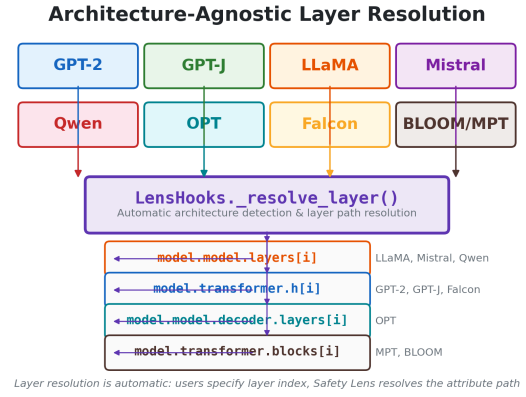 Architecture-Agnostic Layer Resolution
GPT-2 GPT-J LLaMA Mistral
Qwen OPT Falcon BLOOM/MPT
LensHooks._resolve_layer()
Automatic architecture detection & layer path resolution
model.model.layers[i] LLaMA, Mistral, Qwen
model.transformer.h[i] GPT-2, GPT-J, Falcon
model.model.decoder.layers[i] OPT
model.transformer.blocks[i] MPT, BLOOM
Layer resolution is automatic: users specify layer index, Safety Lens resolves the attribute path